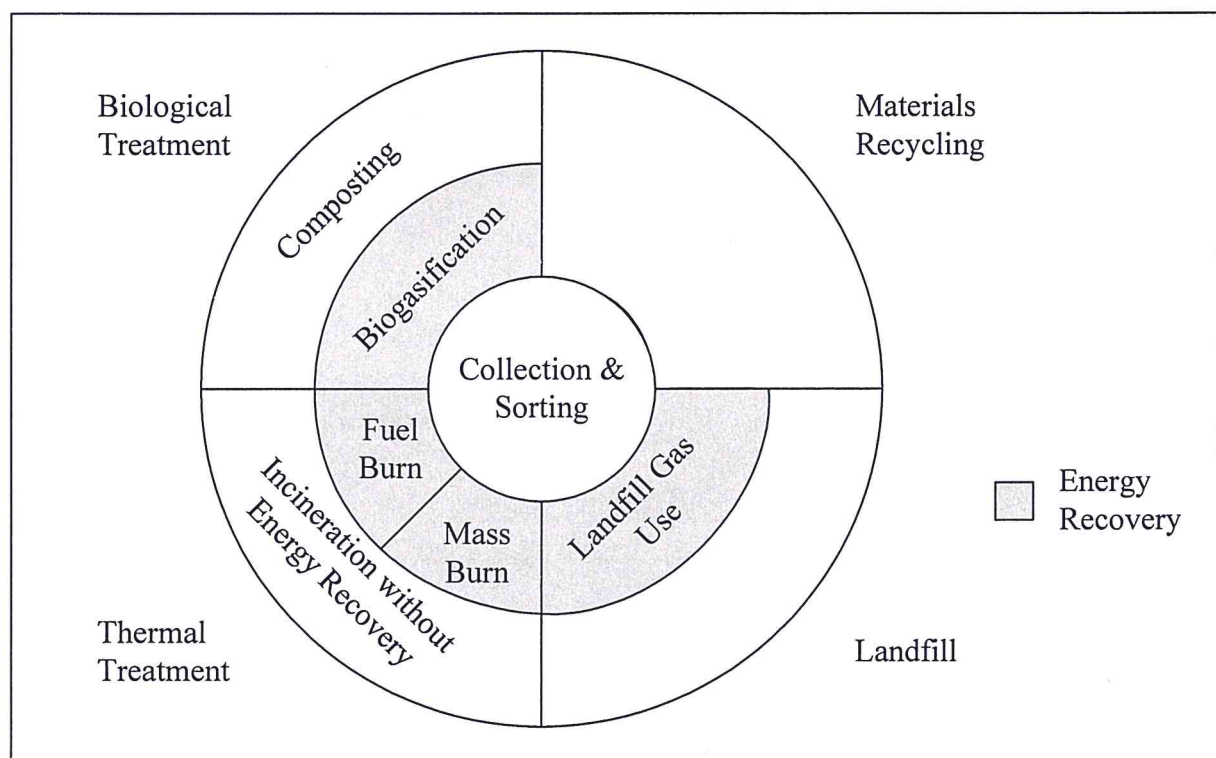 Biological
Treatment
Materials
Recycling
Composting
Biogasification
Collection &
Sorting
Fuel
Burn
Mass
Burn
Landfill Gas
Use
Incineration without
Energy Recovery
Energy
Recovery
Thermal
Treatment
Landfill